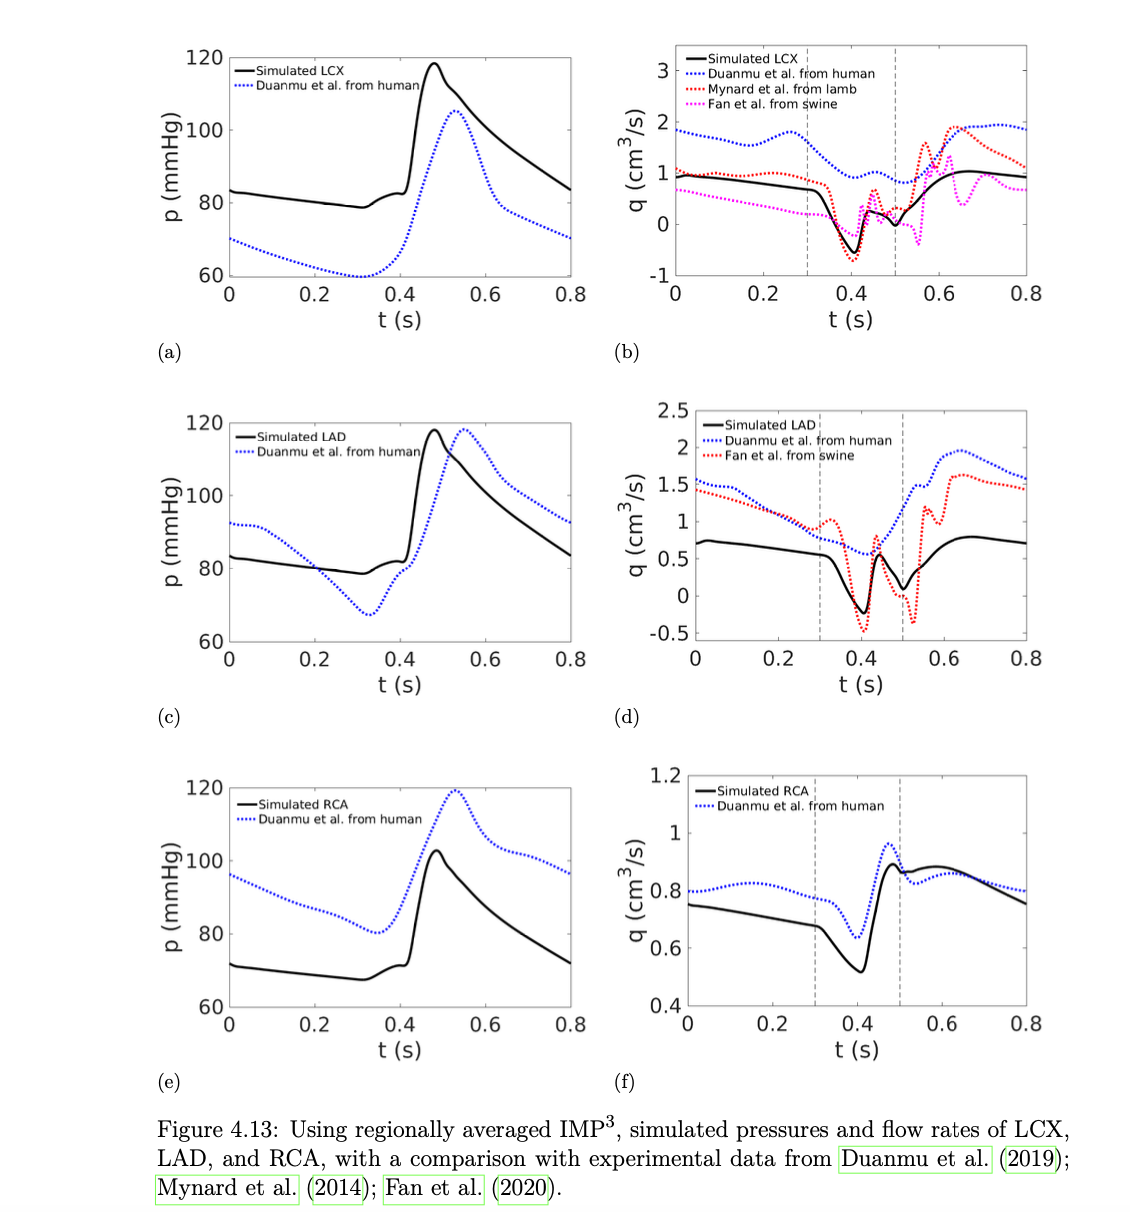 120
100
80
60
0
0.2
0.4
0.6
0.8
p (mmHg)
t (s)
Simulated LCX
Duanmu et al. from human
(a)
3
2
1
0
-1
0
0.2
0.4
0.6
0.8
q (cm³/s)
t (s)
Simulated LCX
Duanmu et al. from human
Mynard et al. from lamb
Fan et al. from swine
(b)
120
100
80
60
0
0.2
0.4
0.6
0.8
p (mmHg)
t (s)
Simulated LAD
Duanmu et al. from human
(c)
2.5
2
1.5
1
0.5
0
-0.5
0
0.2
0.4
0.6
0.8
q (cm³/s)
t (s)
Simulated LAD
Duanmu et al. from human
Fan et al. from swine
(d)
120
100
80
60
0
0.2
0.4
0.6
0.8
p (mmHg)
t (s)
Simulated RCA
Duanmu et al. from human
(e)
1.2
1
0.8
0.6
0.4
0
0.2
0.4
0.6
0.8
q (cm³/s)
t (s)
Simulated RCA
Duanmu et al. from human
(f)
Figure 4.13: Using regionally averaged IMP³, simulated pressures and flow rates of LCX,
LAD, and RCA, with a comparison with experimental data from Duanmu et al. (2019);
Mynard et al. (2014); Fan et al. (2020).